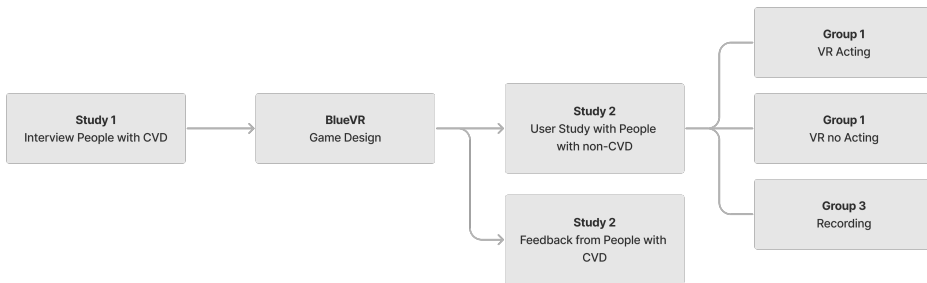 Study 1
Interview People with CVD
BlueVR
Game Design
Study 2
User Study with People
with non-CVD
Study 2
Feedback from People with
CVD
Group 1
VR Acting
Group 1
VR no Acting
Group 3
Recording